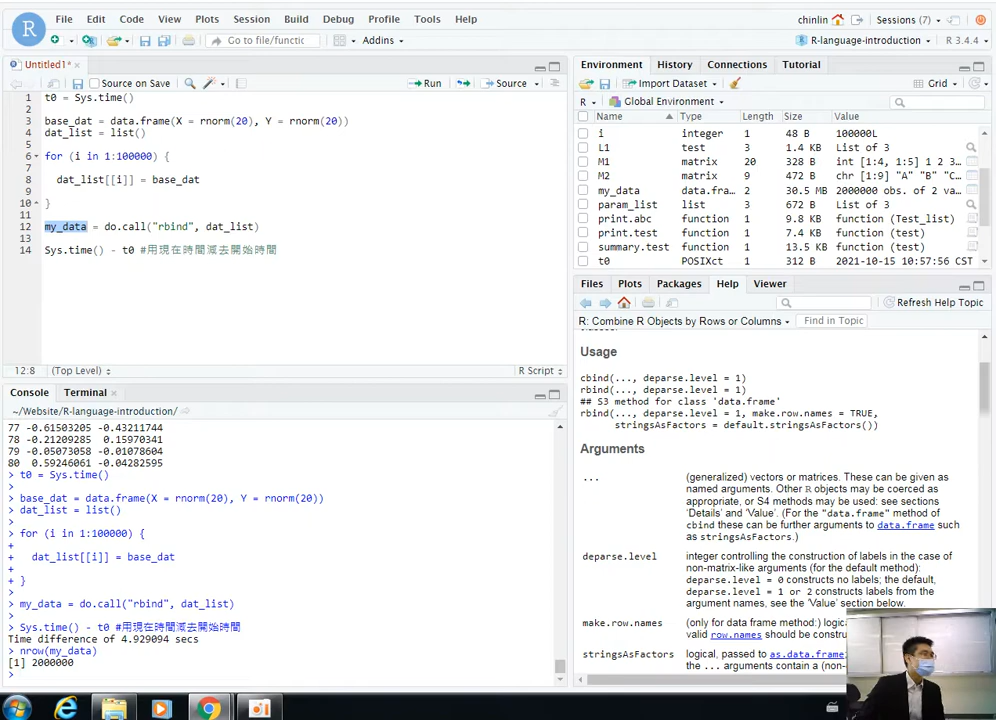 File Edit Code View Plots Session Build Debug Profile Tools Help
chinlin Sessions (7)
R
Go to file/functic Addins
R-language-introduction R 3.4.4
Untitled1*
Source on Save Run Source
1 t0 = Sys.time()
2
3 base_dat = data.frame(X = rnorm(20), Y = rnorm(20))
4 dat_list = list()
5
6 for (i in 1:100000) {
7
8 dat_list[[i]] = base_dat
9
10 }
11
12 my_data = do.call("rbind", dat_list)
13
14 Sys.time() - t0 #用現在時間減去開始時間
12:8 (Top Level) R Script
Console Terminal
~/Website/R-language-introduction/
77 -0.61503205 -0.43211744
78 -0.21209285 0.15970341
79 -0.05073058 -0.01078604
80 0.59246061 -0.04282595
> t0 = Sys.time()
>
> base_dat = data.frame(X = rnorm(20), Y = rnorm(20))
> dat_list = list()
>
> for (i in 1:100000) {
+
+ dat_list[[i]] = base_dat
+
+ }
>
> my_data = do.call("rbind", dat_list)
>
> Sys.time() - t0 #用現在時間減去開始時間
Time difference of 4.929094 secs
> nrow(my_data)
[1] 2000000
>
Environment History Connections Tutorial
Import Dataset Grid
R Global Environment
Name Type Length Size Value
i integer 1 48 B 100000L
L1 test 3 1.4 KB List of 3
M1 matrix 20 328 B int [1:4, 1:5] 1 2 3…
M2 matrix 9 472 B chr [1:9] "A" "B" "C…
my_data data.fra… 2 30.5 MB 2000000 obs. of 2 va…
param_list list 3 672 B List of 3
print.abc function 1 9.8 KB function (Test_list)
print.test function 1 7.4 KB function (test)
summary.test function 1 13.5 KB function (test)
t0 POSIXct 1 312 B 2021-10-15 10:57:56 CST
Files Plots Packages Help Viewer
Refresh Help Topic
R: Combine R Objects by Rows or Columns Find in Topic
Usage
cbind(..., deparse.level = 1)
rbind(..., deparse.level = 1)
## S3 method for class 'data.frame'
rbind(..., deparse.level = 1, make.row.names = TRUE,
stringsAsFactors = default.stringsAsFactors())
Arguments
... (generalized) vectors or matrices. These can be given as
named arguments. Other R objects may be coerced as
appropriate, or S4 methods may be used: see sections
'Details' and 'Value'. (For the "data.frame" method of
cbind these can be further arguments to data.frame such
as stringsAsFactors.)
deparse.level integer controlling the construction of labels in the case of
non-matrix-like arguments (for the default method):
deparse.level = 0 constructs no labels; the default,
deparse.level = 1 or 2 constructs labels from the
argument names, see the 'Value' section below.
make.row.names (only for data frame method:) logica
valid row.names should be constru
stringsAsFactors logical, passed to as.data.frame;
the ... arguments contain a (non-